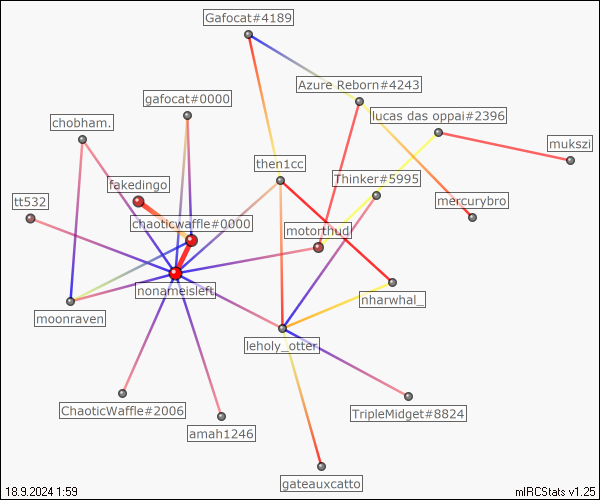 Gafocat#4189
Azure Reborn#4243
gafocat#0000
lucas das oppai#2396
chobham.
mukszi
then1cc
Thinker#5995
fakedingo
mercurybro
tt532
chaoticwaffle#0000
motorthud
nonameisleft
nharwhal_
moonraven
leholy_otter
ChaoticWaffle#2006
TripleMidget#8824
amah1246
gateauxcatto
18.9.2024 1:59
mIRCStats v1.25